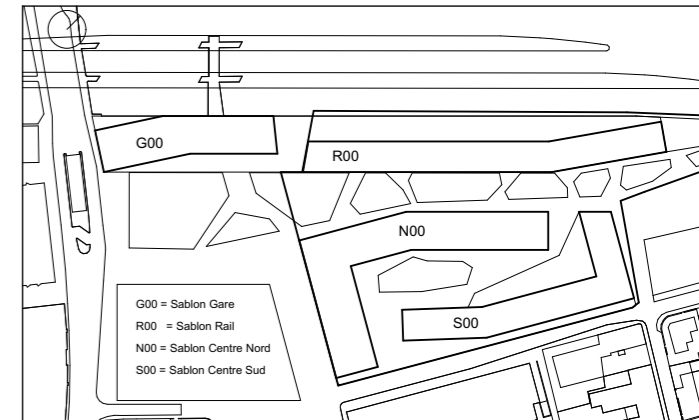 G00
R00
N00
S00
G00 = Sablon Gare
R00 = Sablon Rail
N00 = Sablon Centre Nord
S00 = Sablon Centre Sud